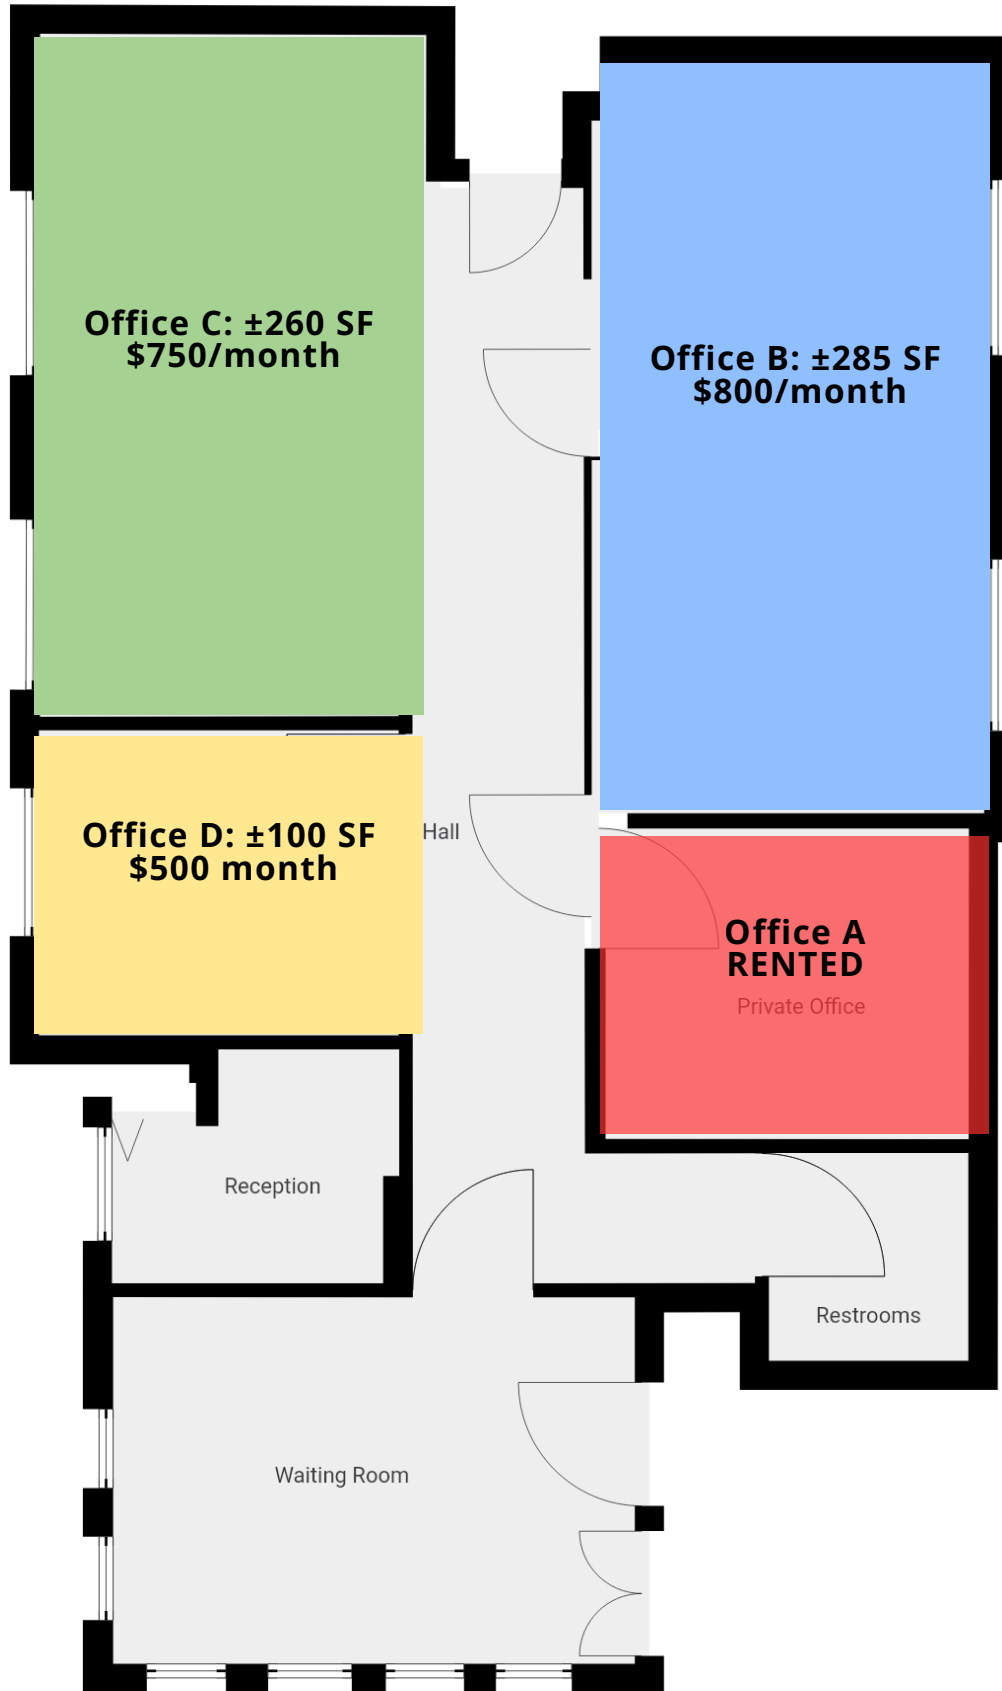 Office C: ±260 SF
$750/month
Office B: ±285 SF
$800/month
Office D: ±100 SF
$500 month
Hall
Office A
RENTED
Private Office
Reception
Restrooms
Waiting Room